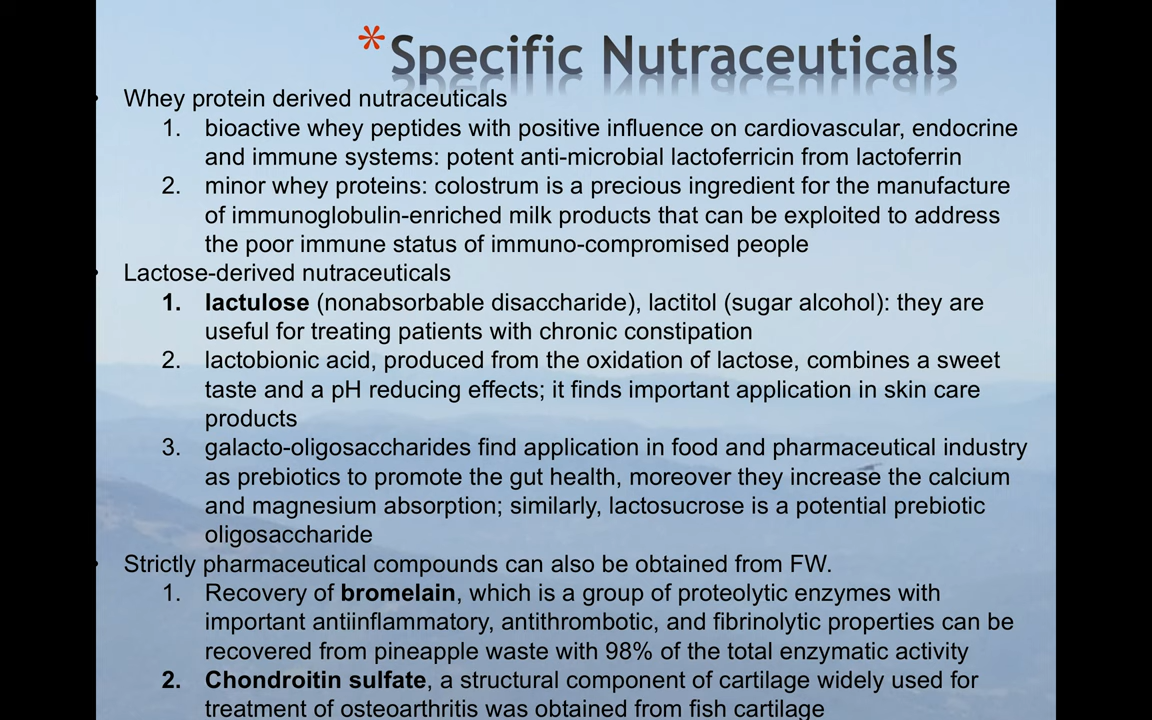 *Specific Nutraceuticals
• Whey protein derived nutraceuticals
1. bioactive whey peptides with positive influence on cardiovascular, endocrine
and immune systems: potent anti-microbial lactoferricin from lactoferrin
2. minor whey proteins: colostrum is a precious ingredient for the manufacture
of immunoglobulin-enriched milk products that can be exploited to address
the poor immune status of immuno-compromised people
• Lactose-derived nutraceuticals
1. lactulose (nonabsorbable disaccharide), lactitol (sugar alcohol): they are
useful for treating patients with chronic constipation
2. lactobionic acid, produced from the oxidation of lactose, combines a sweet
taste and a pH reducing effects; it finds important application in skin care
products
3. galacto-oligosaccharides find application in food and pharmaceutical industry
as prebiotics to promote the gut health, moreover they increase the calcium
and magnesium absorption; similarly, lactosucrose is a potential prebiotic
oligosaccharide
• Strictly pharmaceutical compounds can also be obtained from FW.
1. Recovery of bromelain, which is a group of proteolytic enzymes with
important antiinflammatory, antithrombotic, and fibrinolytic properties can be
recovered from pineapple waste with 98% of the total enzymatic activity
2. Chondroitin sulfate, a structural component of cartilage widely used for
treatment of osteoarthritis was obtained from fish cartilage